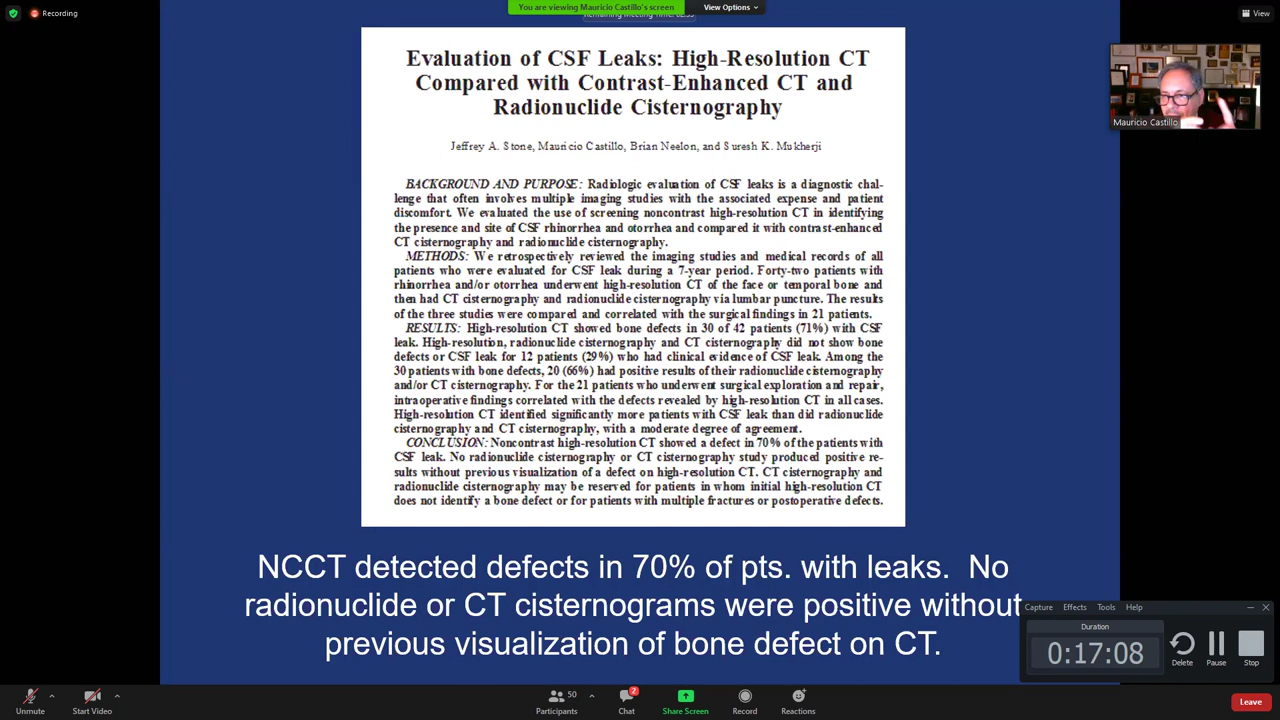 Recording
You are viewing Mauricio Castillo's screen
View Options
View
Evaluation of CSF Leaks: High-Resolution CT
Compared with Contrast-Enhanced CT and
Radionuclide Cisternography
Jeffrey A. Stone, Mauricio Castillo, Brian Neelon, and Suresh K. Mukherji
BACKGROUND AND PURPOSE: Radiologic evaluation of CSF leaks is a diagnostic chal-
lenge that often involves multiple imaging studies with the associated expense and patient
discomfort. We evaluated the use of screening noncontrast high-resolution CT in identifying
the presence and site of CSF rhinorrhea and otorrhea and compared it with contrast-enhanced
CT cisternography and radionuclide cisternography.
METHODS: We retrospectively reviewed the imaging studies and medical records of all
patients who were evaluated for CSF leak during a 7-year period. Forty-two patients with
rhinorrhea and/or otorrhea underwent high-resolution CT of the face or temporal bone and
then had CT cisternography and radionuclide cisternography via lumbar puncture. The results
of the three studies were compared and correlated with the surgical findings in 21 patients.
RESULTS: High-resolution CT showed bone defects in 30 of 42 patients (71%) with CSF
leak. High-resolution, radionuclide cisternography and CT cisternography did not show bone
defects or CSF leak for 12 patients (29%) who had clinical evidence of CSF leak. Among the
30 patients with bone defects, 20 (66%) had positive results of their radionuclide cisternography
and/or CT cisternography. For the 21 patients who underwent surgical exploration and repair,
intraoperative findings correlated with the defects revealed by high-resolution CT in all cases.
High-resolution CT identified significantly more patients with CSF leak than did radionuclide
cisternography and CT cisternography, with a moderate degree of agreement.
CONCLUSION: Noncontrast high-resolution CT showed a defect in 70% of the patients with
CSF leak. No radionuclide cisternography or CT cisternography study produced positive re-
sults without previous visualization of a defect on high-resolution CT. CT cisternography and
radionuclide cisternography may be reserved for patients in whom initial high-resolution CT
does not identify a bone defect or for patients with multiple fractures or postoperative defects.
NCCT detected defects in 70% of pts. with leaks. No
radionuclide or CT cisternograms were positive without
previous visualization of bone defect on CT.
Mauricio Castillo
Capture Effects Tools Help
Duration
0:17:08
Delete Pause Stop
Unmute
Start Video
50
Participants
2
Chat
Share Screen
Record
Reactions
Leave